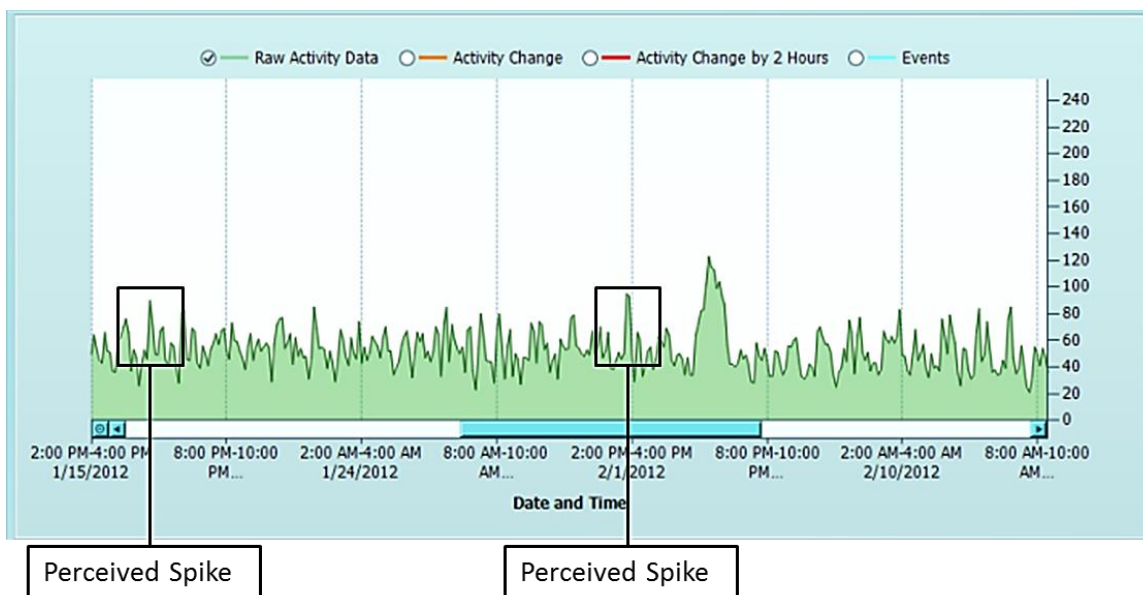 Raw Activity Data Activity Change Activity Change by 2 Hours Events
240
220
200
180
160
140
120
100
80
60
40
20
0
2:00 PM-4:00 PM 8:00 PM-10:00 2:00 AM-4:00 AM 8:00 AM-10:00 2:00 PM-4:00 PM 8:00 PM-10:00 2:00 AM-4:00 AM 8:00 AM-10:00
1/15/2012 PM... 1/24/2012 AM... 2/1/2012 PM... 2/10/2012 AM...
Date and Time
Perceived Spike Perceived Spike